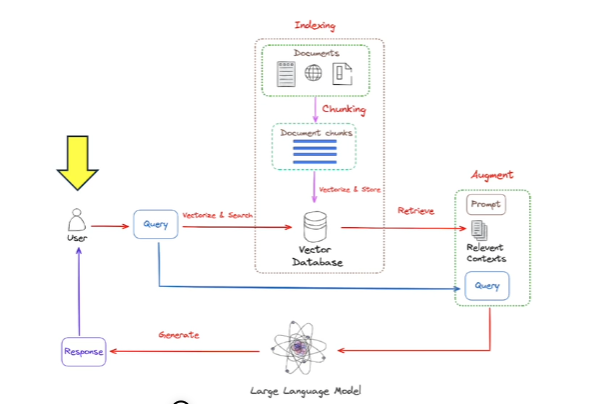 Indexing
Documents
Chunking
Document chunks
Vectorize & Store
Augment
Prompt
User
Query
Vectorize & Search
Vector
Database
Retrieve
Relevent
Contexts
Query
Response
Generate
Large Language Model